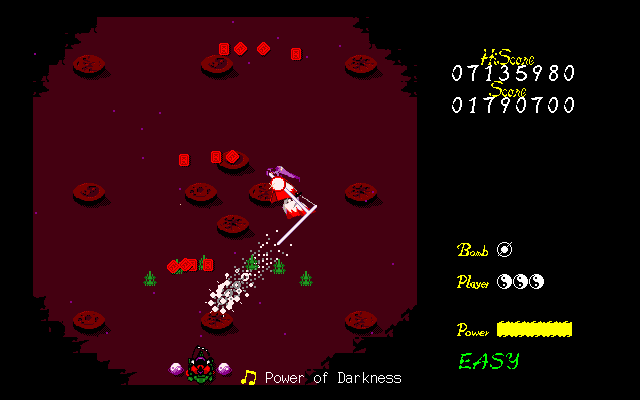 HiScore
07135980
Score
01790700
Bomb
Player
Power
EASY
Power of Darkness